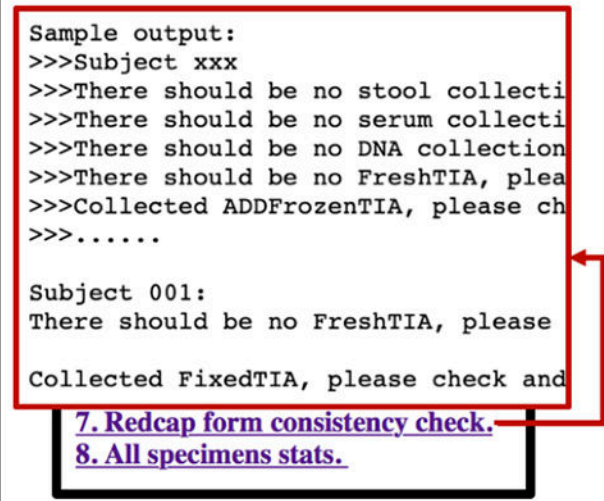 Sample output:
>>>Subject xxx
>>>There should be no stool collecti
>>>There should be no serum collecti
>>>There should be no DNA collection
>>>There should be no FreshTIA, plea
>>>Collected ADDFrozenTIA, please ch
>>>......
Subject 001:
There should be no FreshTIA, please
Collected FixedTIA, please check and
7. Redcap form consistency check.
8. All specimens stats.